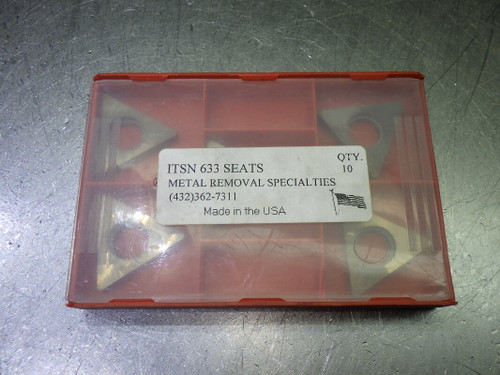 ITSN 633 SEATS
QTY.
10
METAL REMOVAL SPECIALTIES
(432)362-7311
Made in the USA